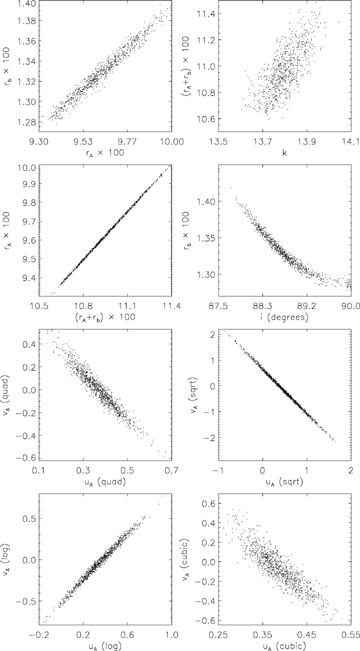 1.40
1.36
1.32
1.28
r_b × 100
9.30 9.53 9.77 10.00
r_A × 100
11.4
11.2
11.0
10.8
10.6
(r_A+r_b) × 100
13.5 13.7 13.9 14.1
k
10.0
9.9
9.8
9.7
9.6
9.5
9.4
r_A × 100
10.5 10.8 11.1 11.4
(r_A+r_b) × 100
1.40
1.35
1.30
r_b × 100
87.5 88.3 89.2 90.0
i (degrees)
0.4
0.2
0.0
−0.2
−0.4
−0.6
v_A (quad)
0.1 0.3 0.5 0.7
u_A (quad)
2
1
0
−1
−2
v_A (sqrt)
−1 0 1 2
u_A (sqrt)
0.5
0.0
−0.5
v_A (log)
−0.2 0.2 0.6 1.0
u_A (log)
0.6
0.4
0.2
0.0
−0.2
−0.4
−0.6
v_A (cubic)
0.25 0.35 0.45 0.55
u_A (cubic)